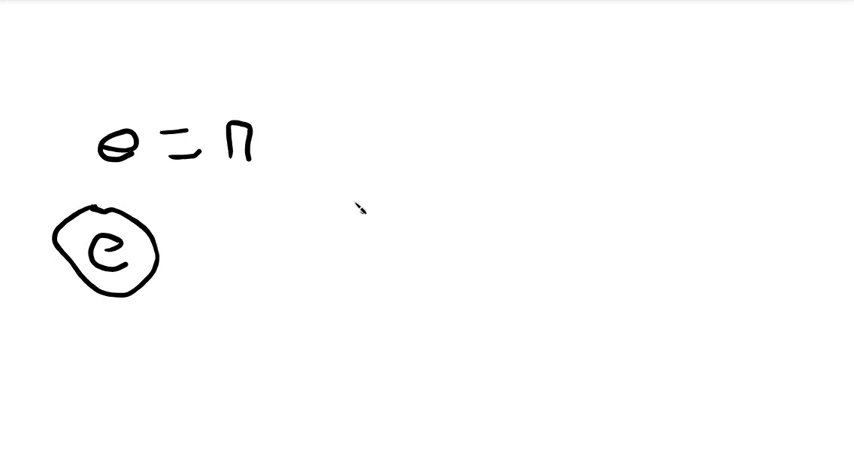 θ = π
e